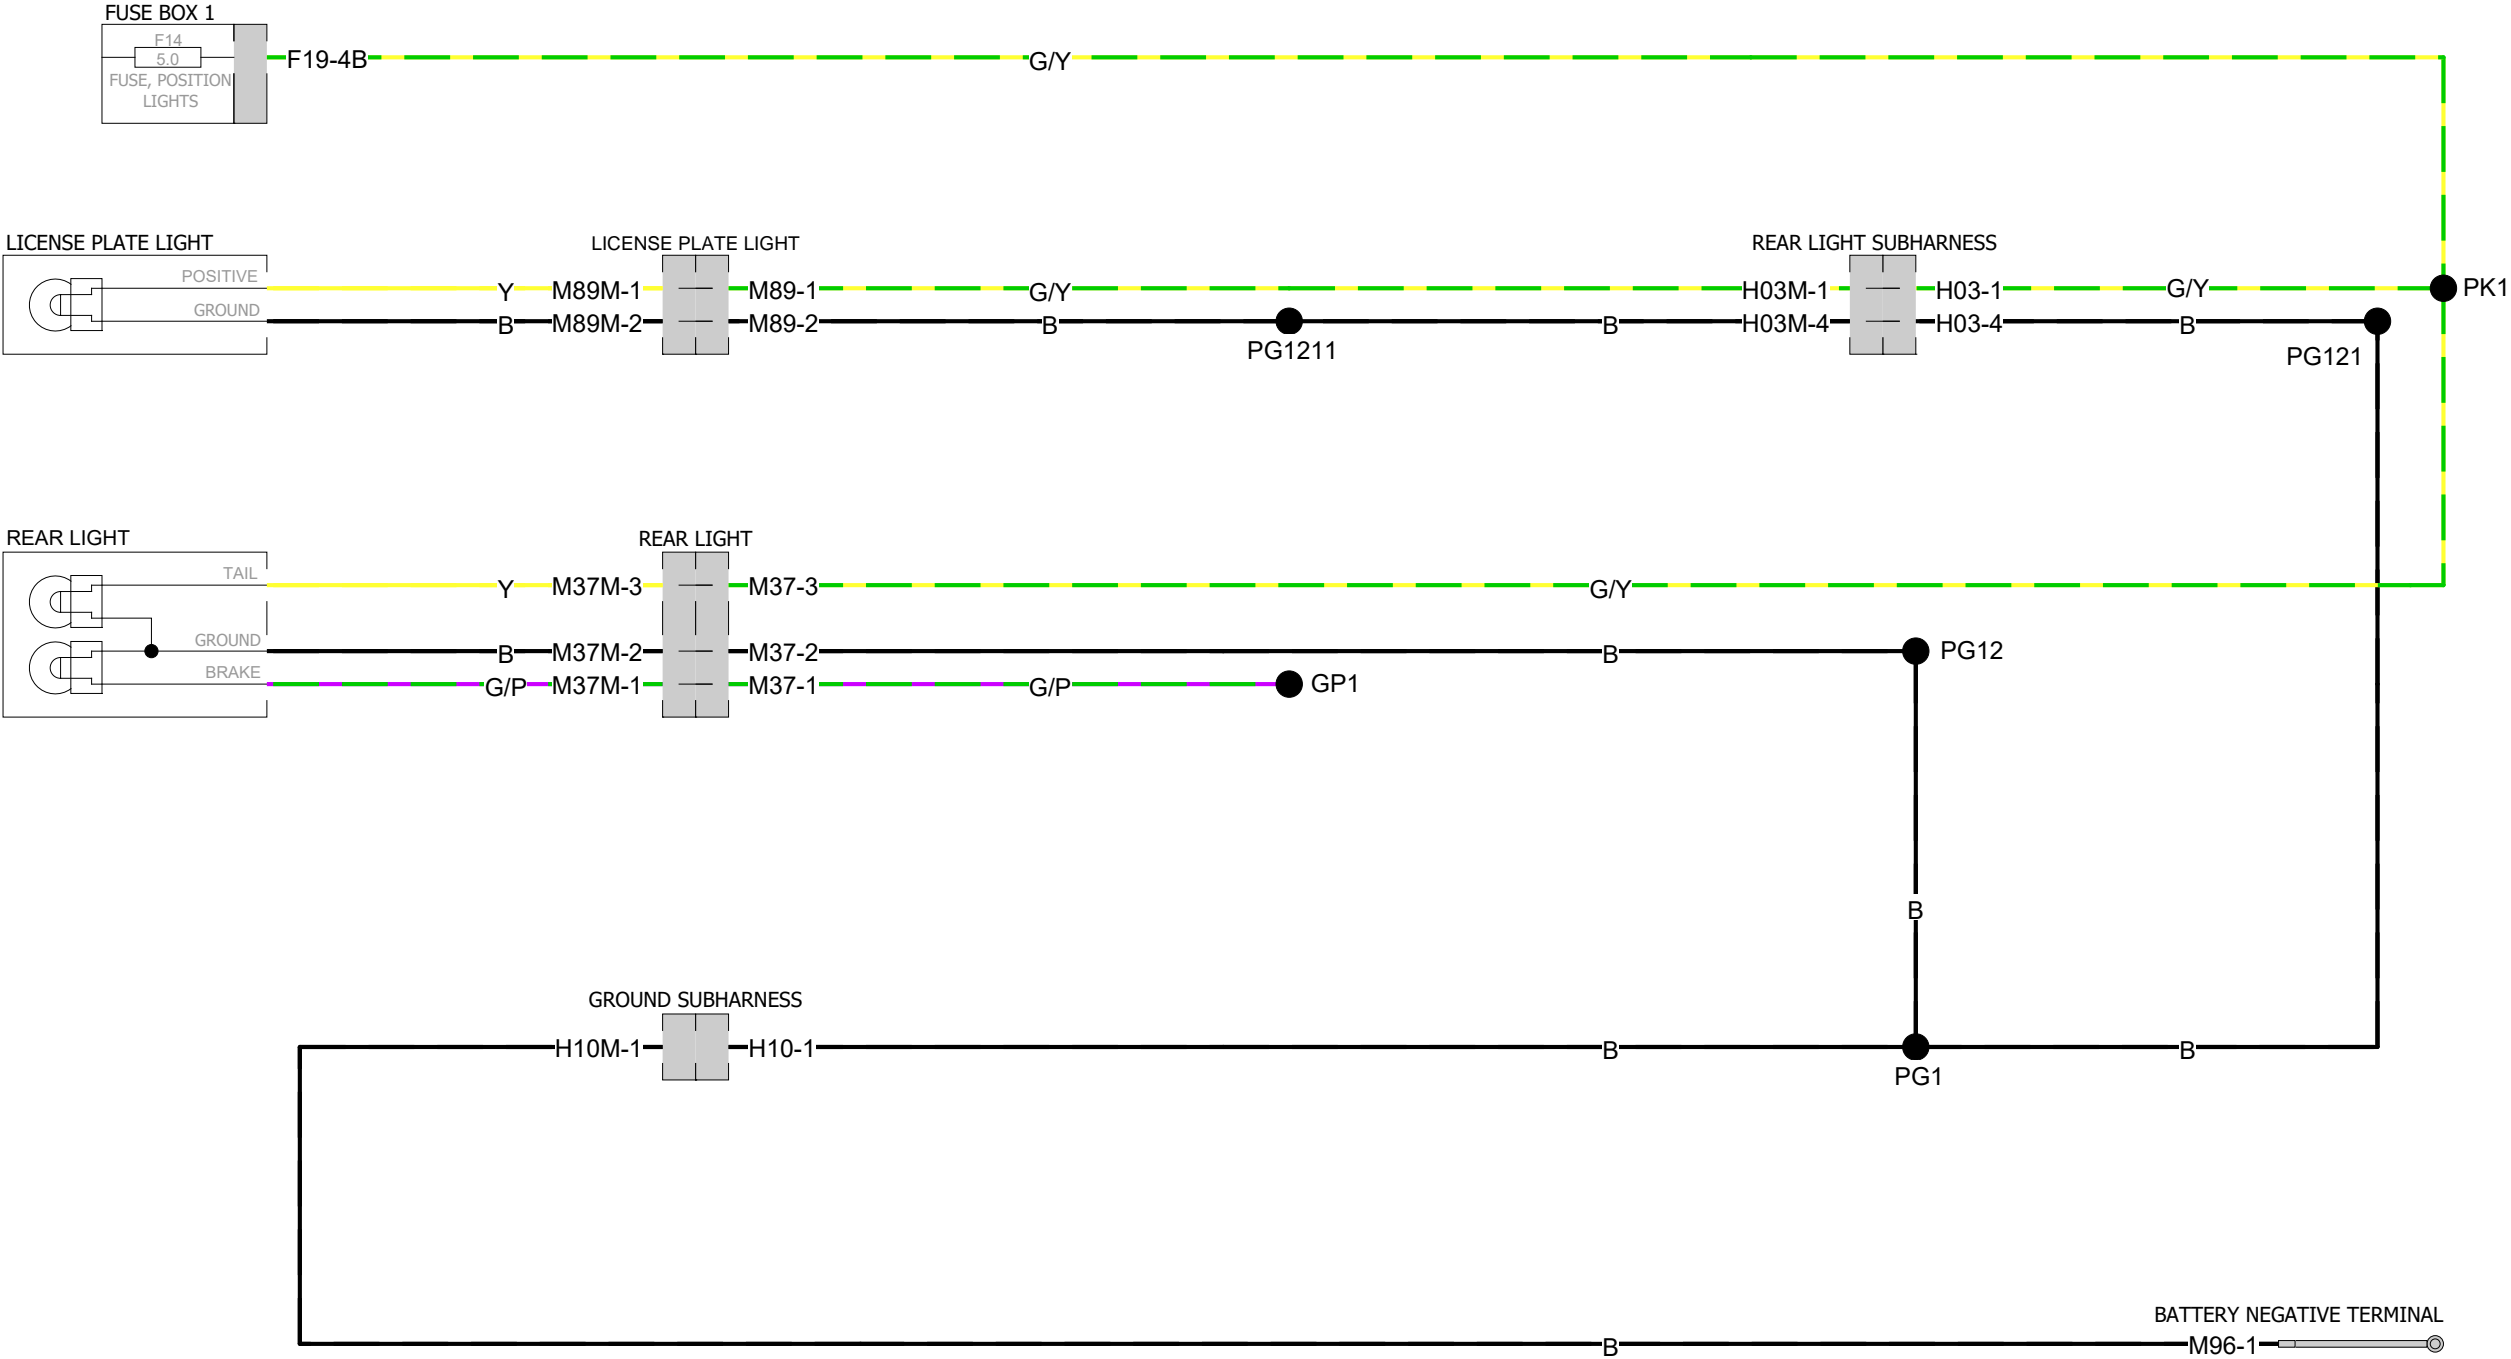 FUSE BOX 1
F14
5.0
FUSE, POSITION
LIGHTS
F19-4B
G/Y
LICENSE PLATE LIGHT
POSITIVE
GROUND
Y
B
LICENSE PLATE LIGHT
M89M-1
M89M-2
M89-1
M89-2
G/Y
B
PG1211
B
REAR LIGHT SUBHARNESS
H03M-1
H03M-4
H03-1
H03-4
G/Y
B
PK1
PG121
REAR LIGHT
TAIL
GROUND
BRAKE
Y
B
G/P
REAR LIGHT
M37M-3
M37M-2
M37M-1
M37-3
M37-2
M37-1
G/Y
B
G/P
GP1
PG12
B
GROUND SUBHARNESS
H10M-1
H10-1
B
PG1
B
BATTERY NEGATIVE TERMINAL
B
M96-1